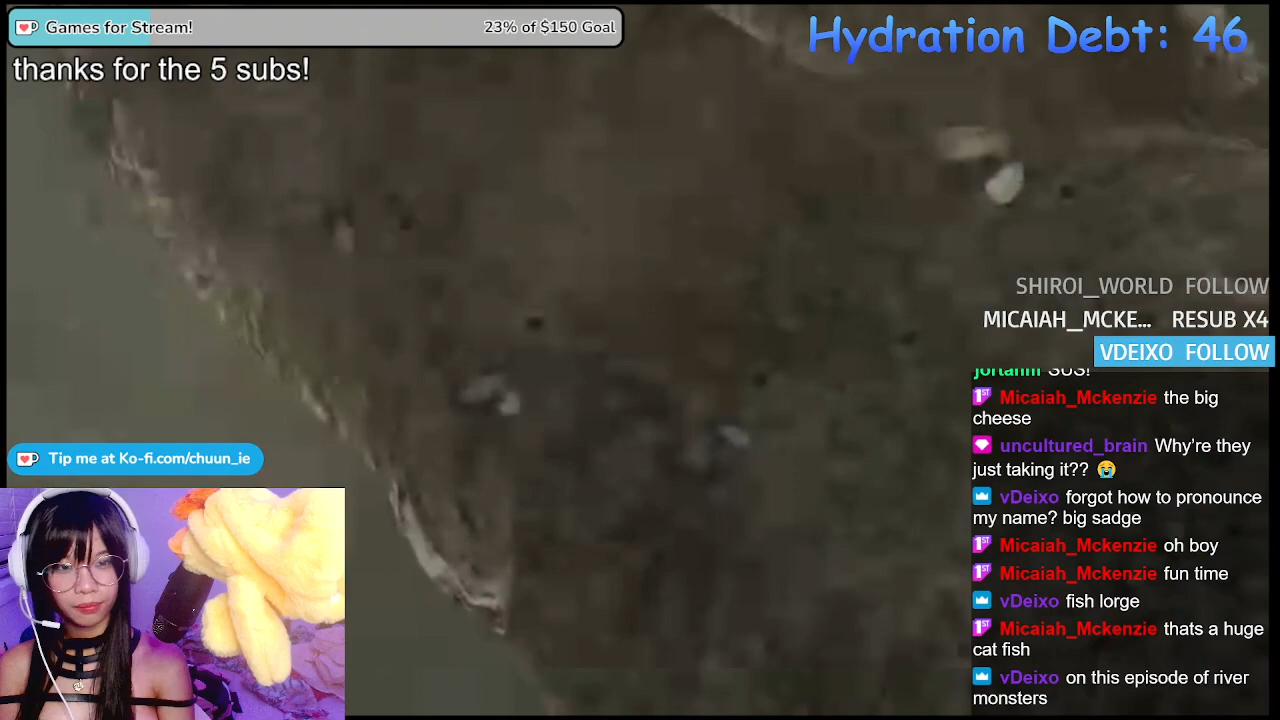 Games for Stream!
23% of $150 Goal
Hydration Debt: 46
thanks for the 5 subs!
SHIROI_WORLD FOLLOW
MICAIAH_MCKE... RESUB X4
VDEIXO FOLLOW
SUS!
Micaiah_Mckenzie the big
cheese
uncultured_brain Why're they
just taking it?? 😭
vDeixo forgot how to pronounce
my name? big sadge
Micaiah_Mckenzie oh boy
Micaiah_Mckenzie fun time
vDeixo fish lorge
Micaiah_Mckenzie thats a huge
cat fish
vDeixo on this episode of river
monsters
Tip me at Ko-fi.com/chuun_ie